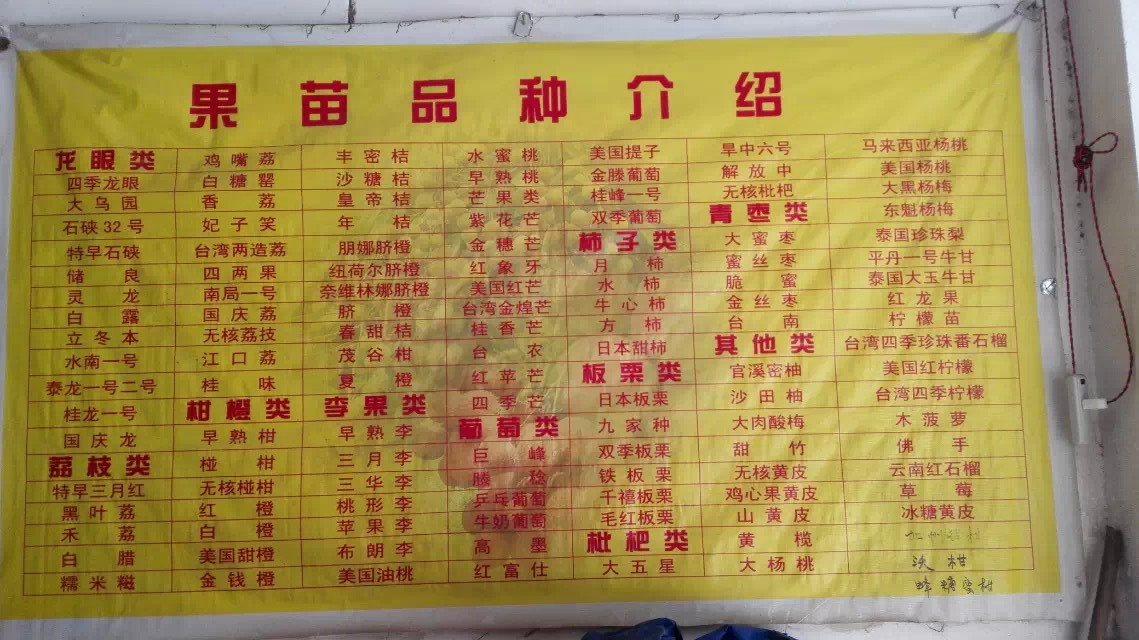 果苗品种介绍
龙眼类
四季龙眼
大乌园
石硖32号
特早石硖
储良
灵龙
白露
立冬本
水南一号
泰龙一号二号
桂龙一号
国庆龙
荔枝类
特早三月红
黑叶荔
禾荔
白腊
糯米糍
鸡嘴荔
白糖罂
香荔
妃子笑
台湾两造荔
四两果
南局一号
国庆荔
无核荔技
江口荔
桂味
柑橙类
早熟柑
椪柑
无核椪柑
红橙
白橙
美国甜橙
金钱橙
丰密桔
沙糖桔
皇帝桔
年桔
朋娜脐橙
纽荷尔脐橙
奈维林娜脐橙
脐橙
春甜桔
茂谷柑
夏橙
李果类
早熟李
三月李
三华李
桃形李
苹果李
布朗李
美国油桃
水蜜桃
早熟桃
芒果类
紫花芒
金穗芒
红象牙
美国红芒
台湾金煌芒
桂香芒
台农
红苹芒
四季芒
葡萄类
巨峰
滕稔
乒乓葡萄
牛奶葡萄
高墨
红富仕
美国提子
金滕葡萄
桂峰一号
双季葡萄
柿子类
月柿
水柿
牛心柿
方柿
日本甜柿
板栗类
日本板栗
九家种
双季板栗
铁板栗
千禧板栗
毛红板栗
枇杷类
大五星
早中六号
解放中
无核枇杷
青枣类
大蜜枣
蜜丝枣
脆蜜
金丝枣
台南
其他类
官溪密柚
沙田柚
大肉酸梅
甜竹
无核黄皮
鸡心果黄皮
山黄皮
黄榄
大杨桃
马来西亚杨桃
美国杨桃
大黑杨梅
东魁杨梅
泰国珍珠梨
平丹一号牛甘
泰国大玉牛甘
红龙果
柠檬苗
台湾四季珍珠番石榴
美国红柠檬
台湾四季柠檬
木菠萝
佛手
云南红石榴
草莓
冰糖黄皮
沃柑
蜂糖蜜柑